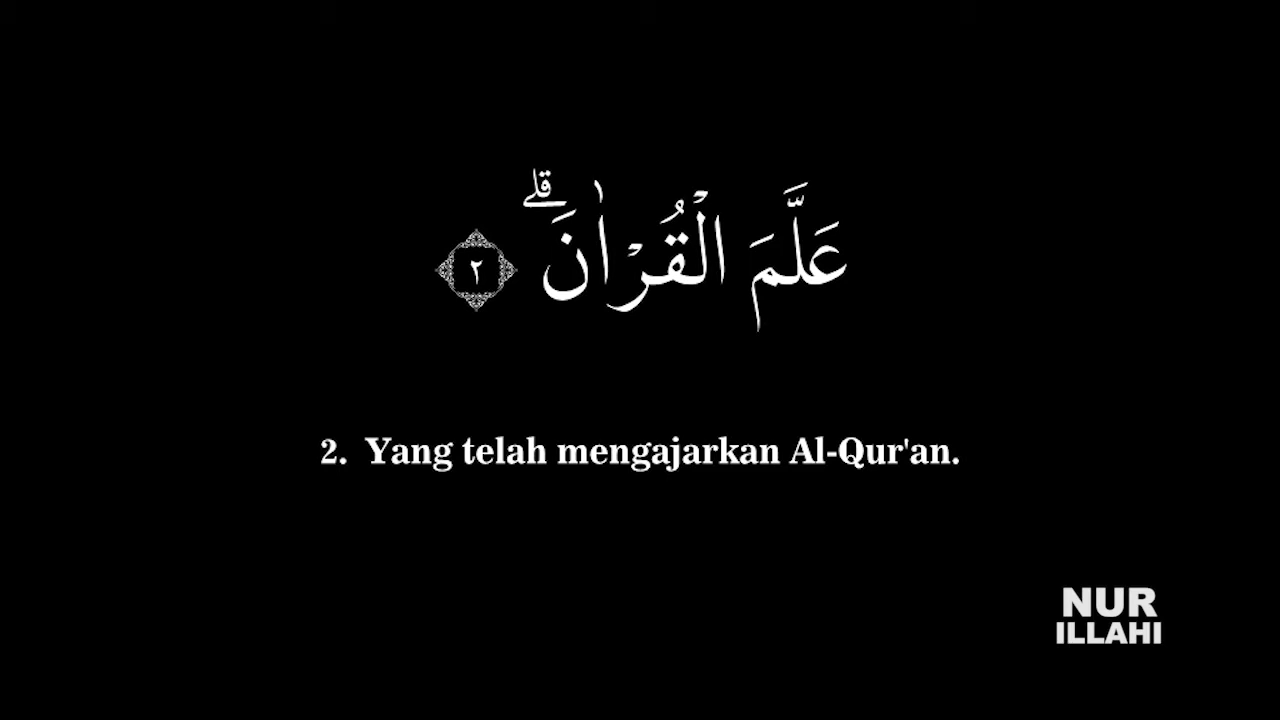 عَلَّمَ الْقُرْاٰنَۗ ٢
2. Yang telah mengajarkan Al-Qur'an.
NUR
ILLAHI